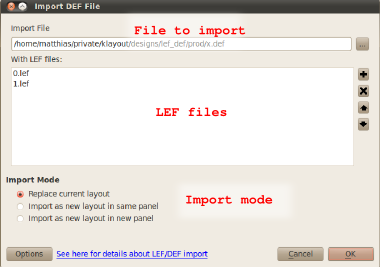 Import DEF File
Import File
File to import
/home/matthias/private/klayout/designs/lef_def/prod/x.def
...
With LEF files:
0.lef
1.lef
LEF files
Import Mode
Replace current layout
Import as new layout in same panel
Import as new layout in new panel
Import mode
Options
See here for details about LEF/DEF import
Cancel
OK